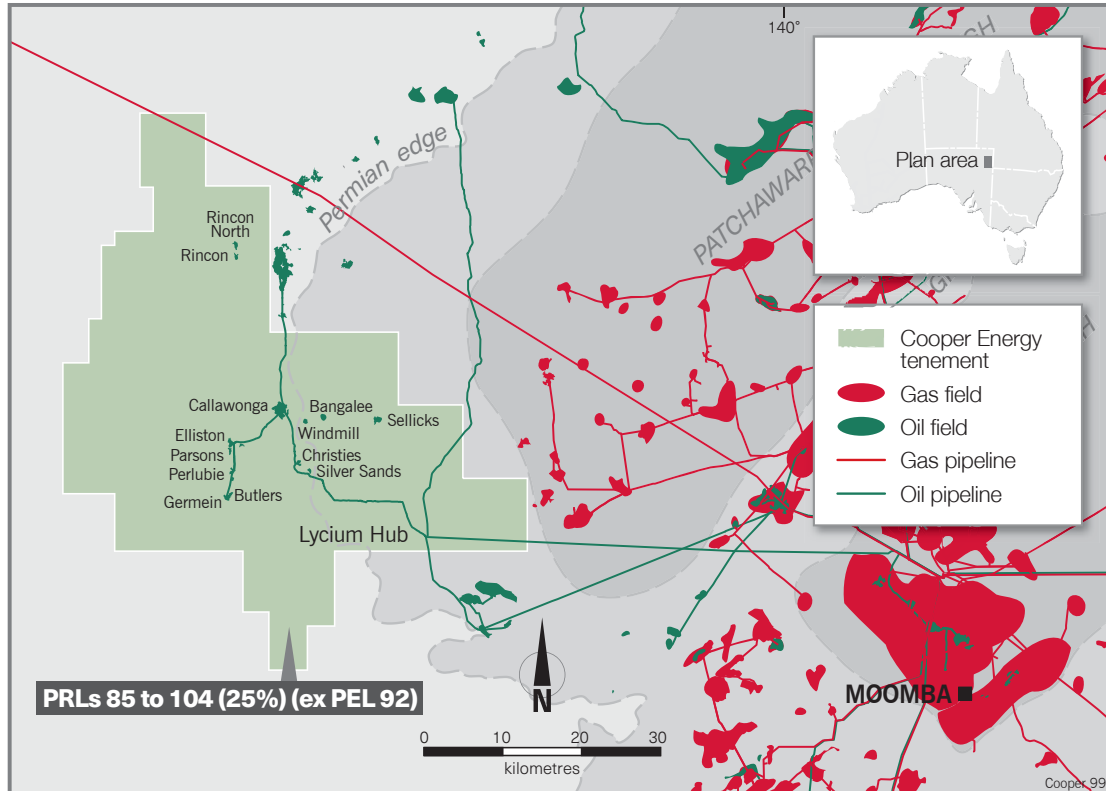 140°
Permian edge
PATCHAWARR
Plan area
Rincon
North
Rincon
Cooper Energy
tenement
Gas field
Oil field
Gas pipeline
Oil pipeline
Callawonga
Bangalee
Sellicks
Windmill
Elliston
Parsons
Christies
Silver Sands
Perlubie
Butlers
Germein
Lycium Hub
PRLs 85 to 104 (25%) (ex PEL 92)
N
MOOMBA
0
10
20
30
kilometres
Cooper 99